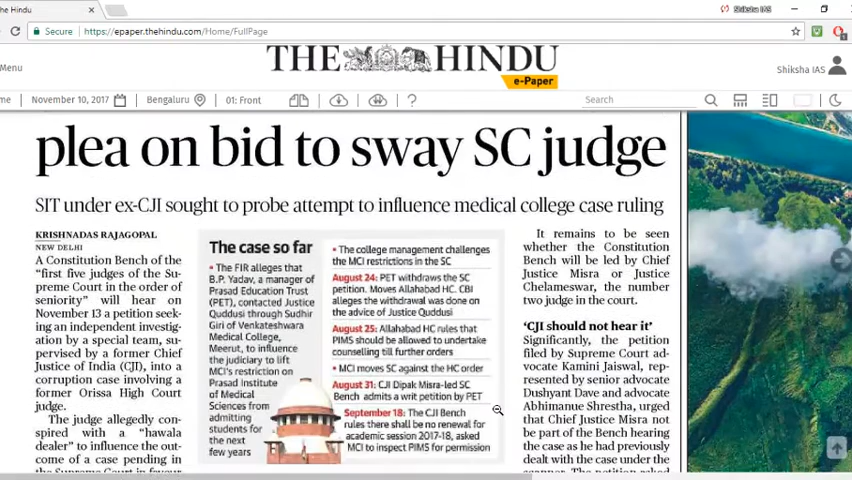 he Hindu
Shiksha IAS
Secure
https://epaper.thehindu.com/Home/FullPage
THE HINDU
e-Paper
Menu
Shiksha IAS
me
November 10, 2017
Bengaluru
01: Front
?
Search
plea on bid to sway SC judge
SIT under ex-CJI sought to probe attempt to influence medical college case ruling
KRISHNADAS RAJAGOPAL
NEW DELHI
A Constitution Bench of the
"first five judges of the Su-
preme Court in the order of
seniority" will hear on
November 13 a petition seek-
ing an independent investig-
ation by a special team, su-
pervised by a former Chief
Justice of India (CJI), into a
corruption case involving a
former Orissa High Court
judge.
The judge allegedly con-
spired with a "hawala
dealer" to influence the out-
come of a case pending in
the Supreme Court in favour
The case so far
• The FIR alleges that
B.P. Yadav, a manager of
Prasad Education Trust
(PET), contacted Justice
Quddusi through Sudhir
Giri of Venkateshwara
Medical College,
Meerut, to influence
the judiciary to lift
MCI's restriction on
Prasad Institute
of Medical
Sciences from
admitting
students for
the next
few years
• The college management challenges
the MCI restrictions in the SC
August 24: PET withdraws the SC
petition. Moves Allahabad HC. CBI
alleges the withdrawal was done on
the advice of Justice Quddusi
August 25: Allahabad HC rules that
PIMS should be allowed to undertake
counselling till further orders
• MCI moves SC against the HC order
August 31: CJI Dipak Misra-led SC
Bench admits a writ petition by PET
September 18: The CJI Bench
rules there shall be no renewal for
academic session 2017-18, asked
MCI to inspect PIMS for permission
It remains to be seen
whether the Constitution
Bench will be led by Chief
Justice Misra or Justice
Chelameswar, the number
two judge in the court.
'CJI should not hear it'
Significantly, the petition
filed by Supreme Court ad-
vocate Kamini Jaiswal, rep-
resented by senior advocate
Dushyant Dave and advocate
Abhimanue Shrestha, urged
that Chief Justice Misra not
be part of the Bench hearing
the case as he had previously
dealt with the case under the
scanner. The petition asked